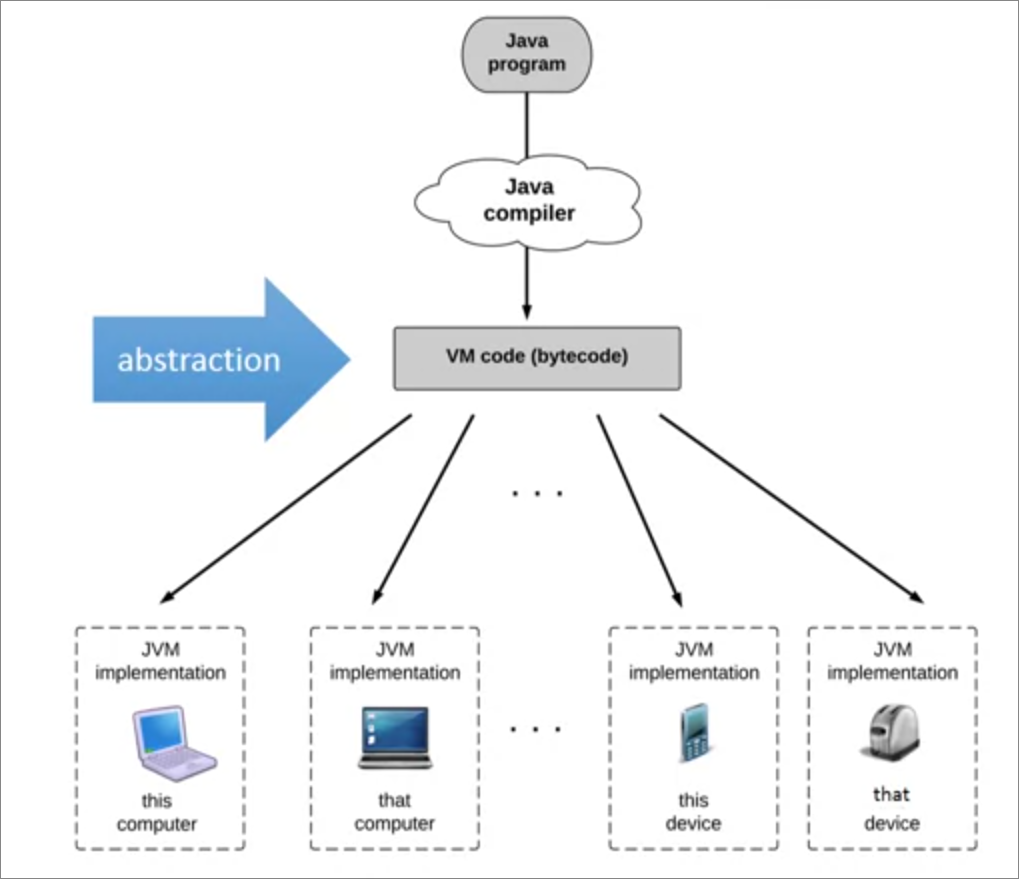 Java
program
Java
compiler
abstraction
VM code (bytecode)
. . .
JVM
implementation
this
computer
JVM
implementation
that
computer
. . .
JVM
implementation
this
device
JVM
implementation
that
device